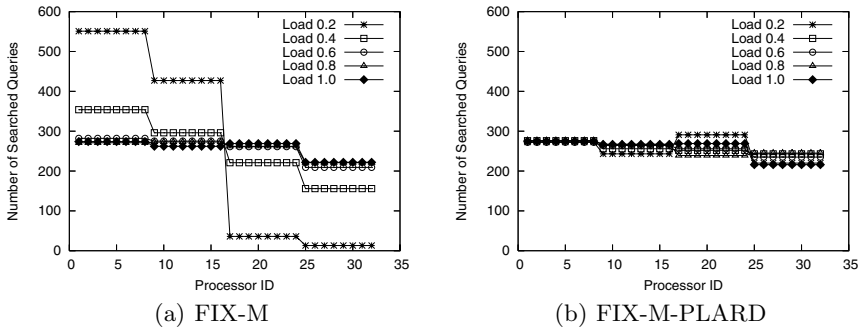 600
500
400
300
200
100
0
Number of Searched Queries
Load 0.2
Load 0.4
Load 0.6
Load 0.8
Load 1.0
0 5 10 15 20 25 30 35
Processor ID
(a) FIX-M
600
500
400
300
200
100
0
Number of Searched Queries
Load 0.2
Load 0.4
Load 0.6
Load 0.8
Load 1.0
0 5 10 15 20 25 30 35
Processor ID
(b) FIX-M-PLARD